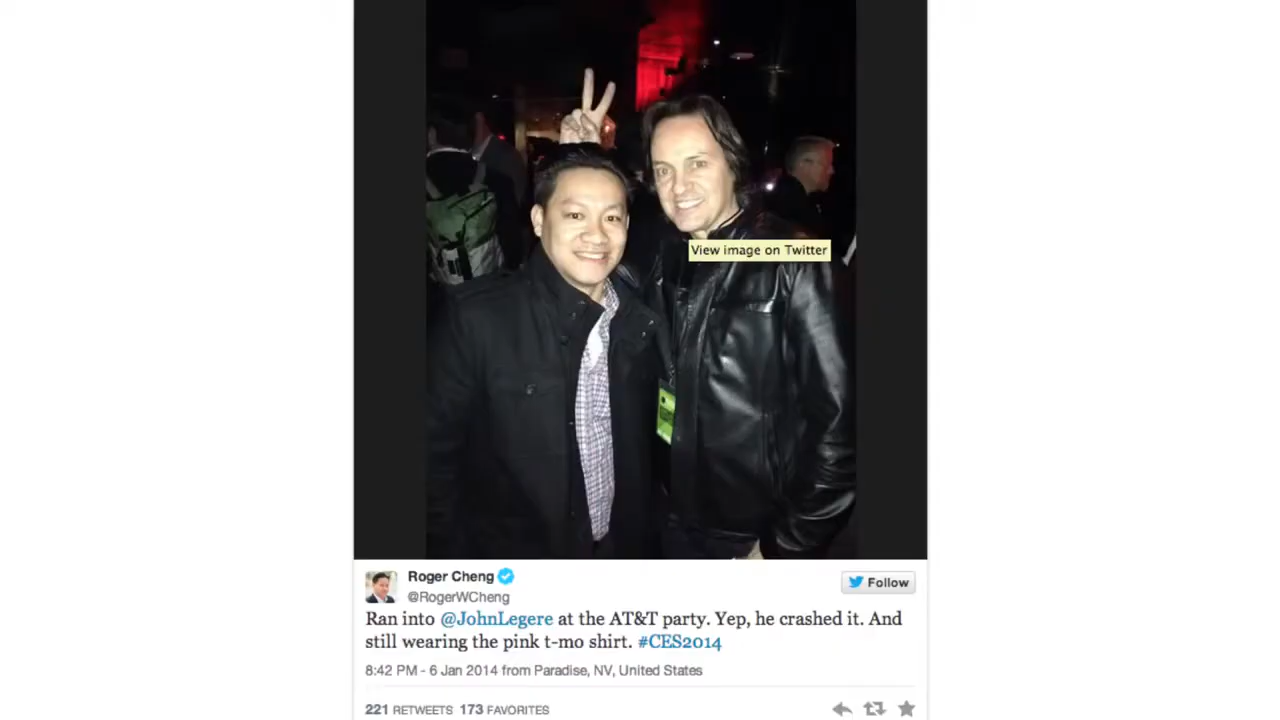 View image on Twitter
Roger Cheng
@RogerWCheng
Follow
Ran into @JohnLegere at the AT&T party. Yep, he crashed it. And
still wearing the pink t-mo shirt. #CES2014
8:42 PM - 6 Jan 2014 from Paradise, NV, United States
221 RETWEETS 173 FAVORITES